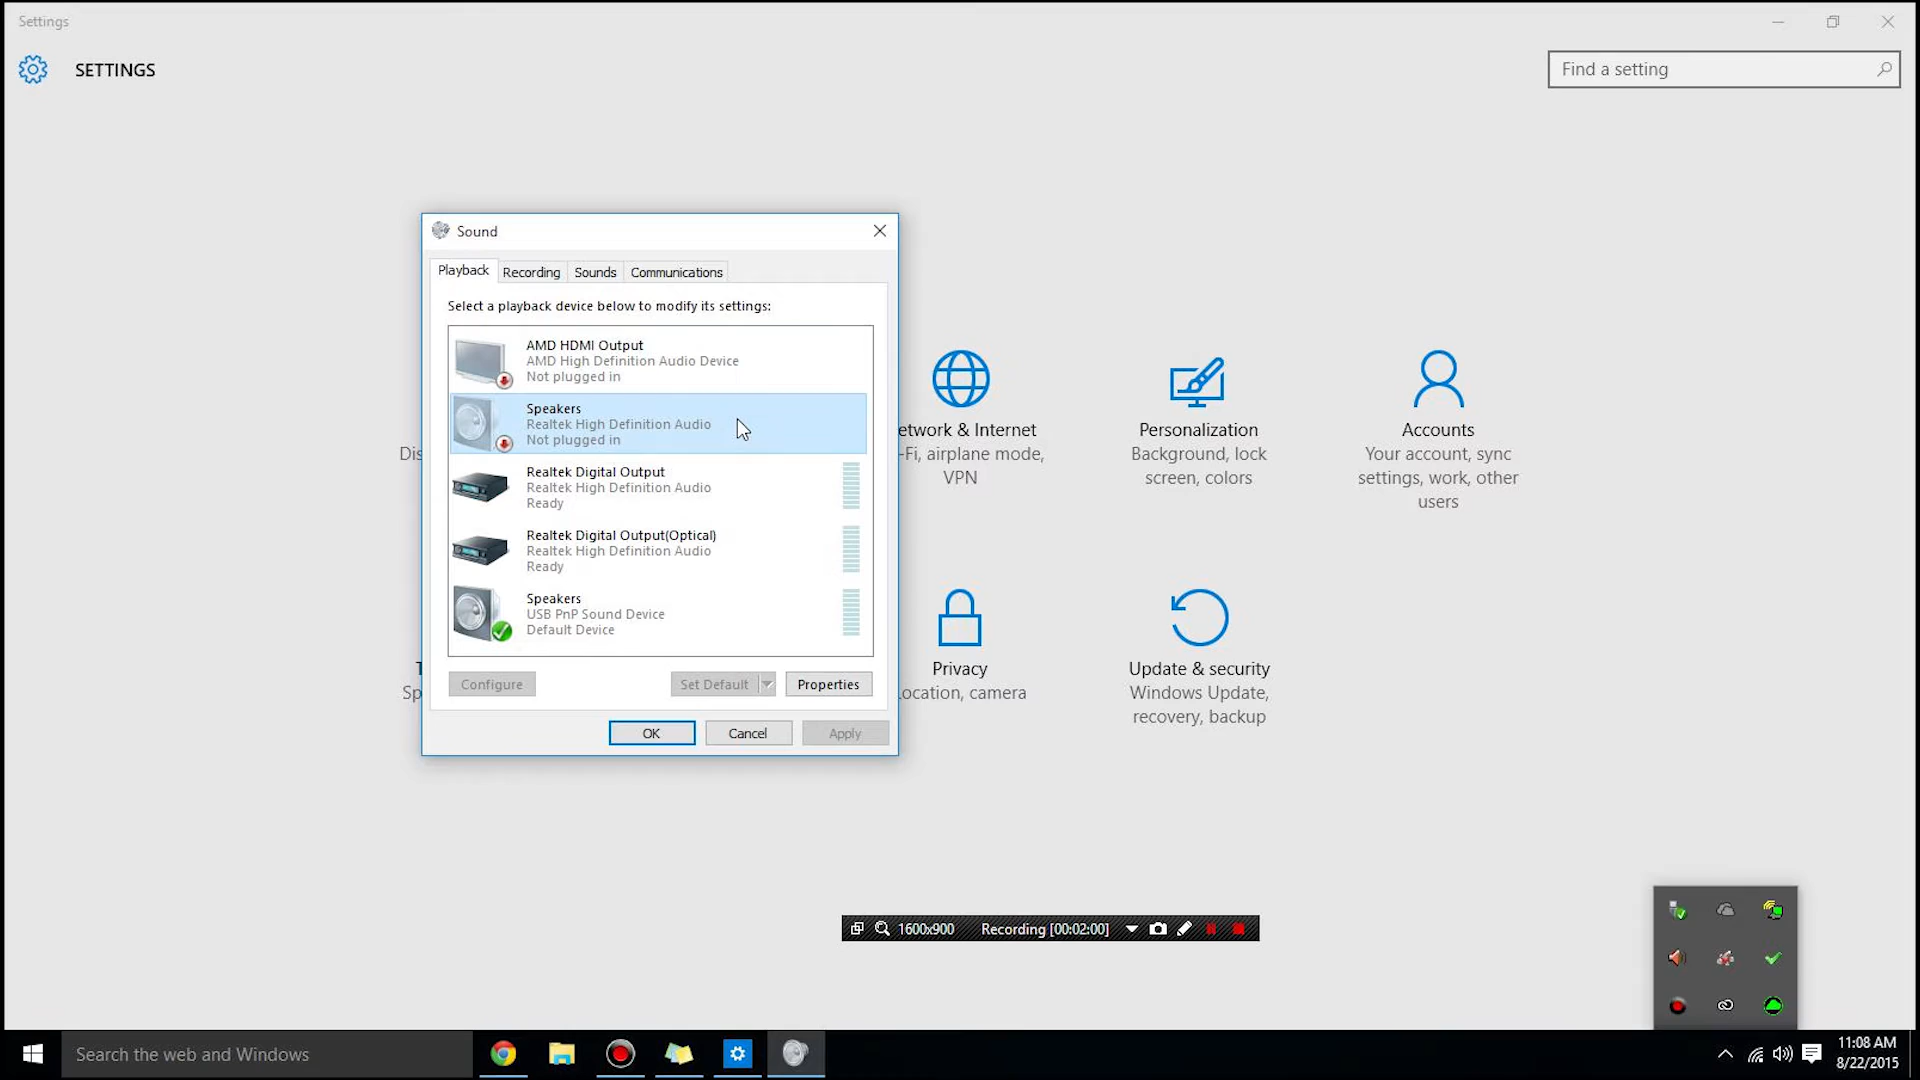 Settings
SETTINGS
Find a setting
Sound
Playback
Recording
Sounds
Communications
Select a playback device below to modify its settings:
AMD HDMI Output
AMD High Definition Audio Device
Not plugged in
Speakers
Realtek High Definition Audio
Not plugged in
Realtek Digital Output
Realtek High Definition Audio
Ready
Realtek Digital Output(Optical)
Realtek High Definition Audio
Ready
Speakers
USB PnP Sound Device
Default Device
Configure
Set Default
Properties
OK
Cancel
Apply
Dis
T
Sp
etwork & Internet
-Fi, airplane mode,
VPN
Personalization
Background, lock
screen, colors
Accounts
Your account, sync
settings, work, other
users
Privacy
ocation, camera
Update & security
Windows Update,
recovery, backup
1600x900
Recording [00:02:00]
Search the web and Windows
11:08 AM
8/22/2015